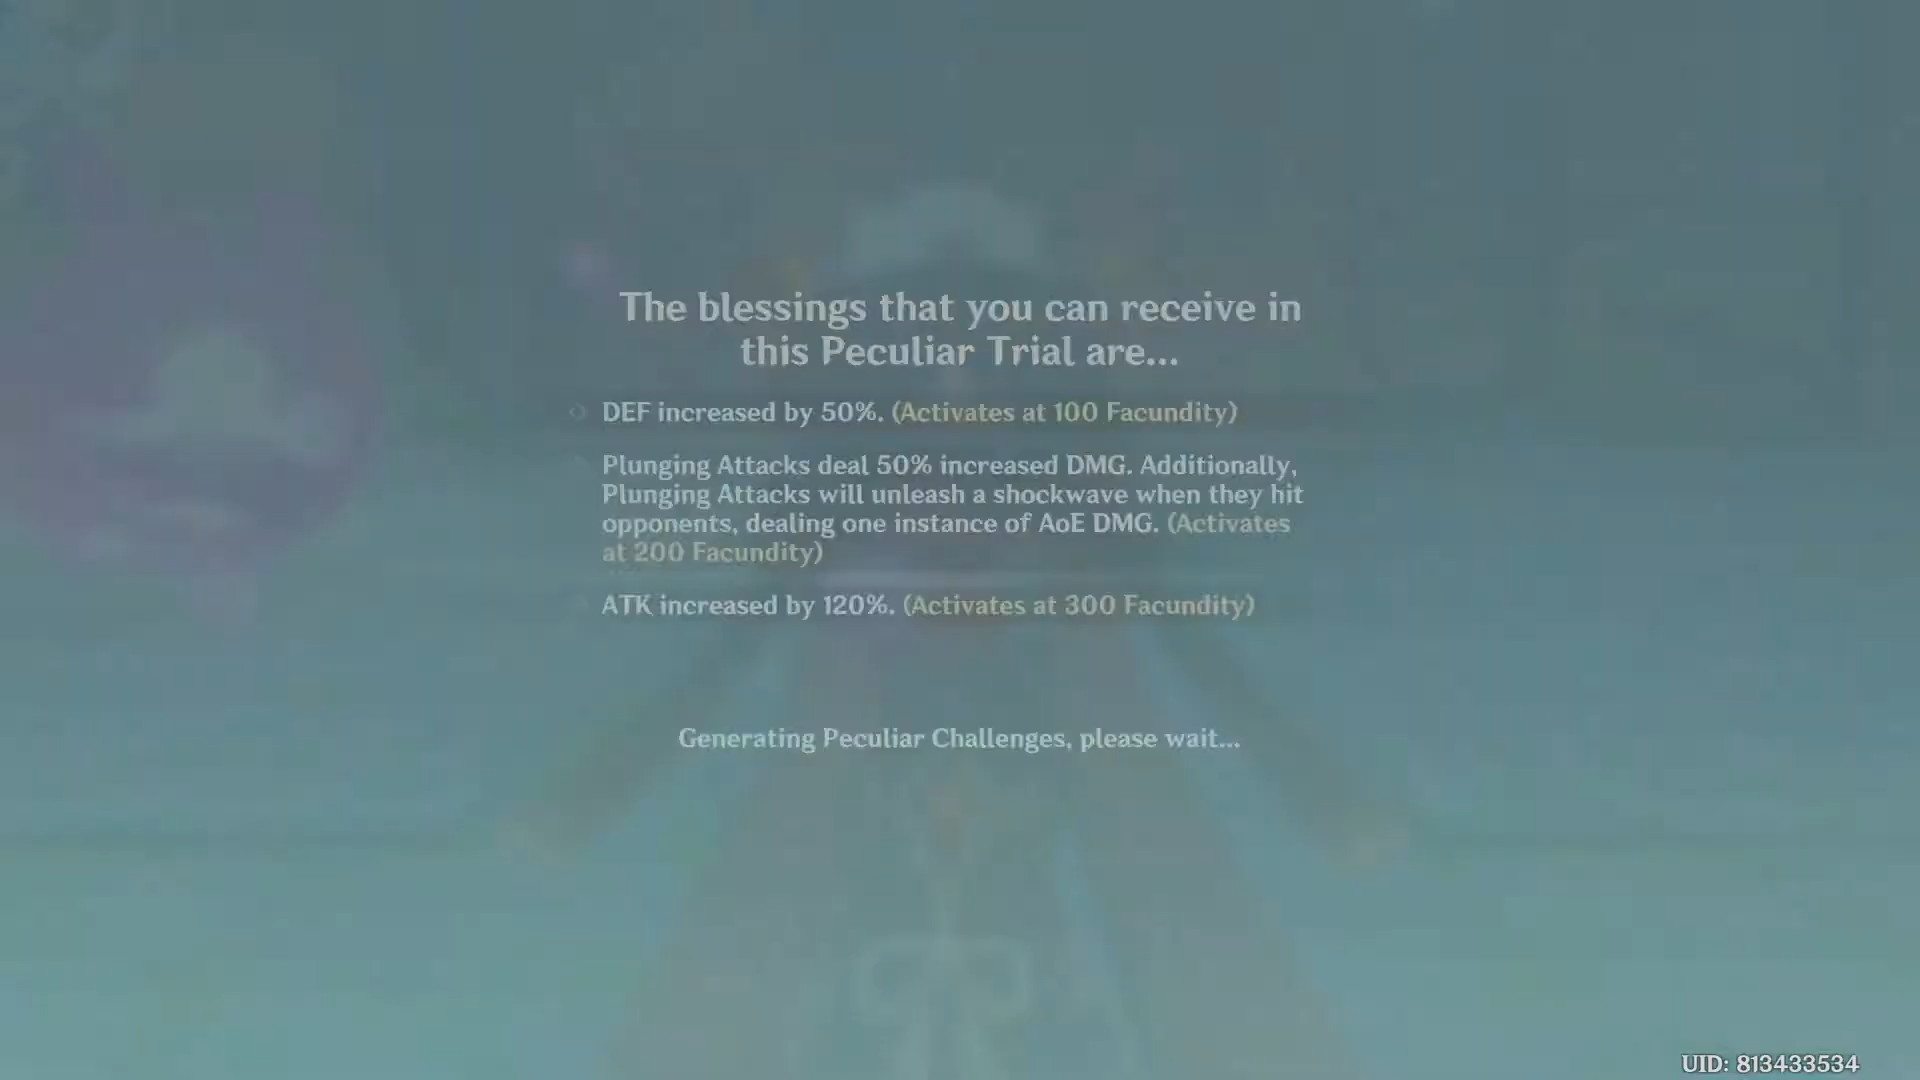 The blessings that you can receive in
this Peculiar Trial are...
DEF increased by 50%. (Activates at 100 Facundity)
Plunging Attacks deal 50% increased DMG. Additionally,
Plunging Attacks will unleash a shockwave when they hit
opponents, dealing one instance of AoE DMG. (Activates
at 200 Facundity)
ATK increased by 120%. (Activates at 300 Facundity)
Generating Peculiar Challenges, please wait...
UID: 813433534